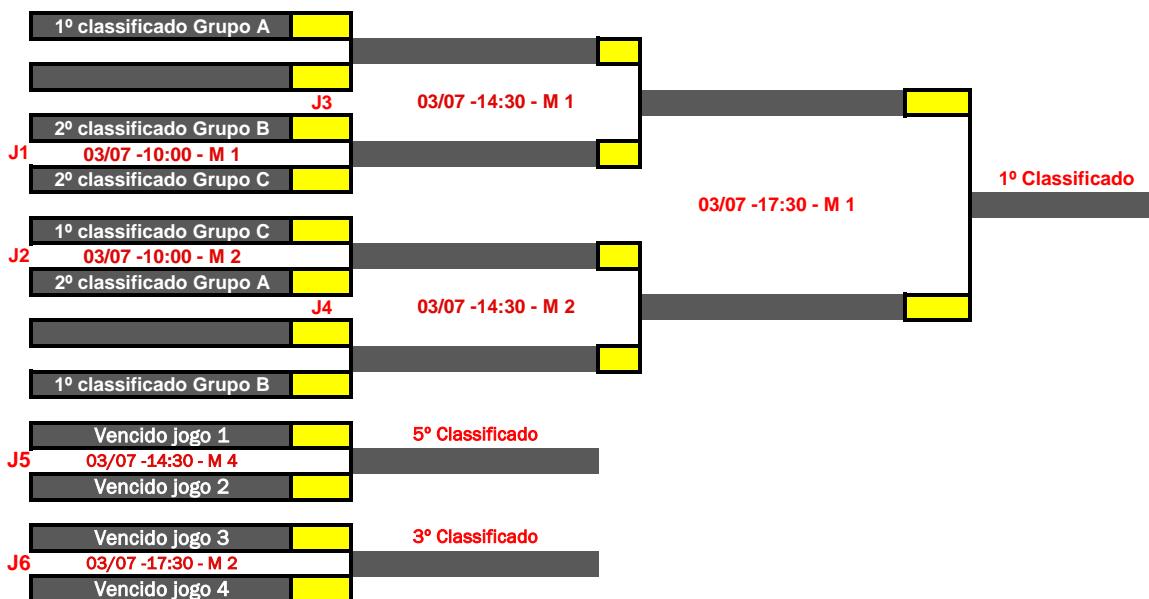 1º classificado Grupo A
J3
03/07 -14:30 - M 1
2º classificado Grupo B
J1
03/07 -10:00 - M 1
2º classificado Grupo C
1º Classificado
03/07 -17:30 - M 1
1º classificado Grupo C
J2
03/07 -10:00 - M 2
2º classificado Grupo A
J4
03/07 -14:30 - M 2
1º classificado Grupo B
Vencido jogo 1
5º Classificado
J5
03/07 -14:30 - M 4
Vencido jogo 2
Vencido jogo 3
3º Classificado
J6
03/07 -17:30 - M 2
Vencido jogo 4